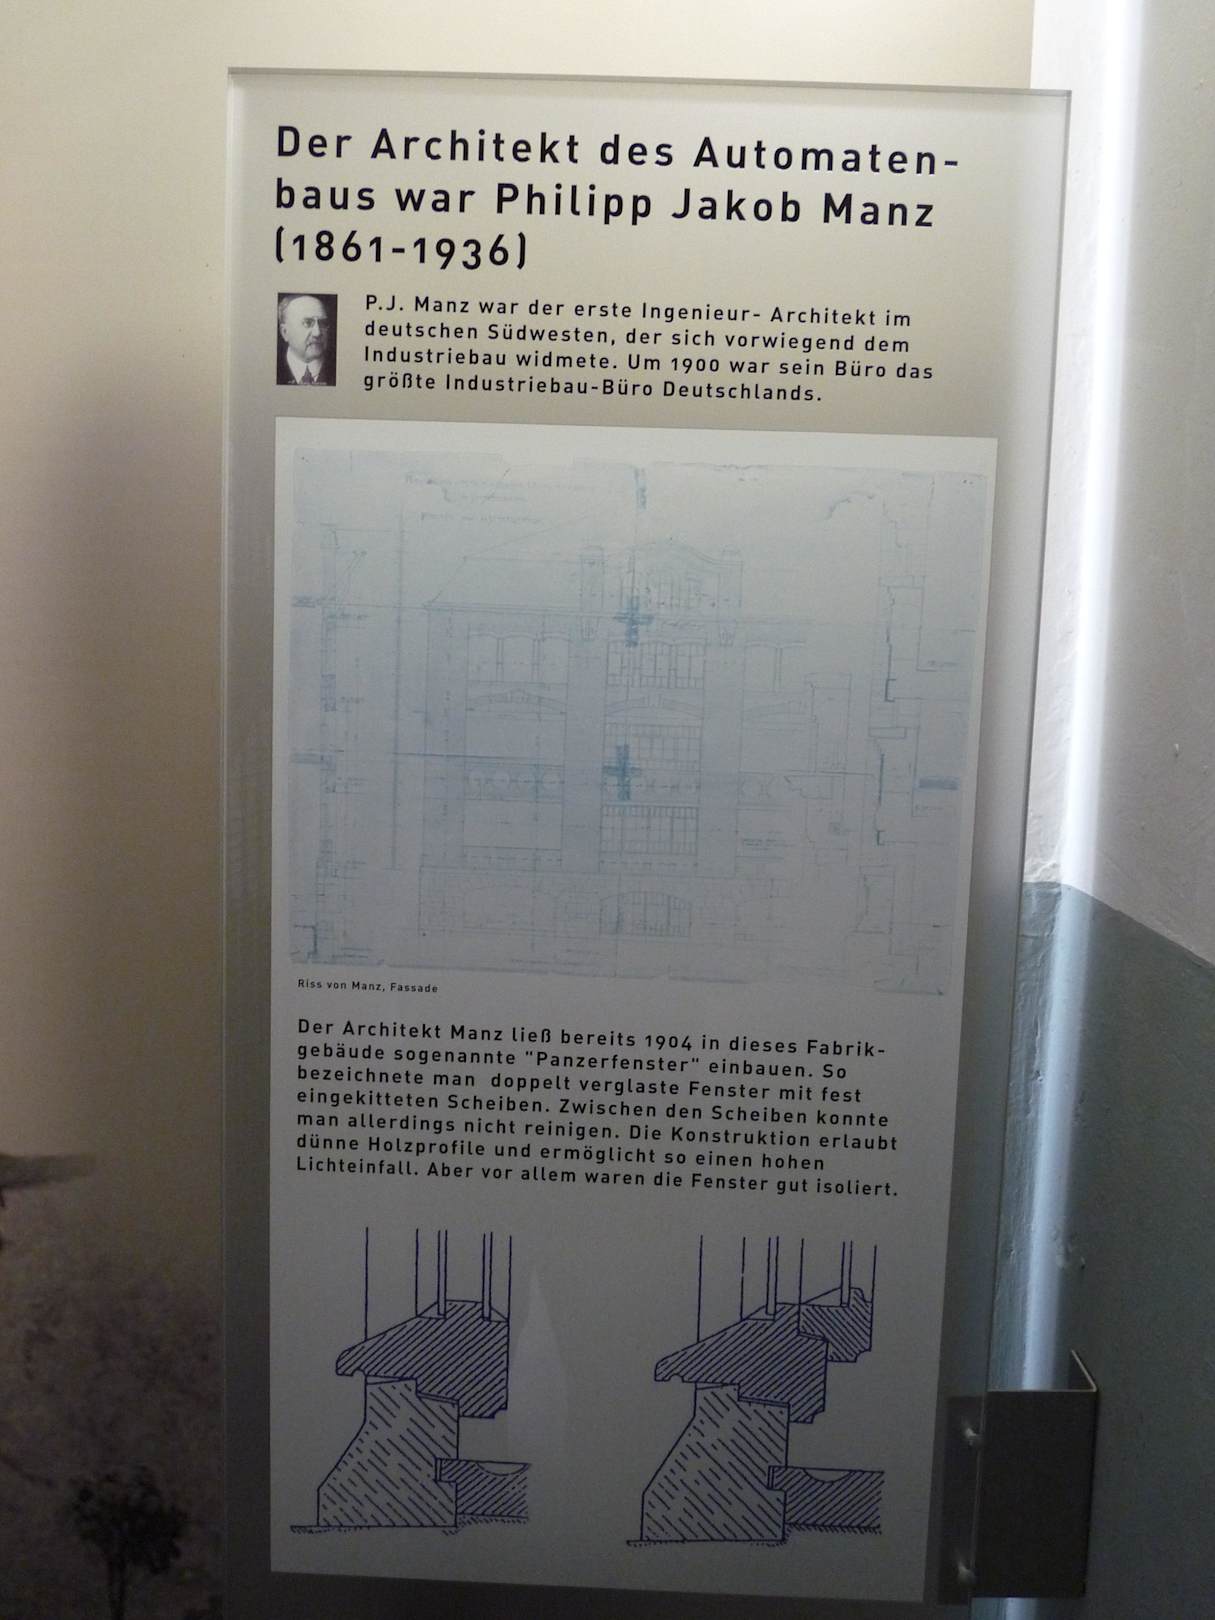 Der Architekt des Automaten-
baus war Philipp Jakob Manz
(1861-1936)
P.J. Manz war der erste Ingenieur- Architekt im
deutschen Südwesten, der sich vorwiegend dem
Industriebau widmete. Um 1900 war sein Büro das
größte Industriebau-Büro Deutschlands.
Riss von Manz, Fassade
Der Architekt Manz ließ bereits 1904 in dieses Fabrik-
gebäude sogenannte "Panzerfenster" einbauen. So
bezeichnete man doppelt verglaste Fenster mit fest
eingekitteten Scheiben. Zwischen den Scheiben konnte
man allerdings nicht reinigen. Die Konstruktion erlaubt
dünne Holzprofile und ermöglicht so einen hohen
Lichteinfall. Aber vor allem waren die Fenster gut isoliert.